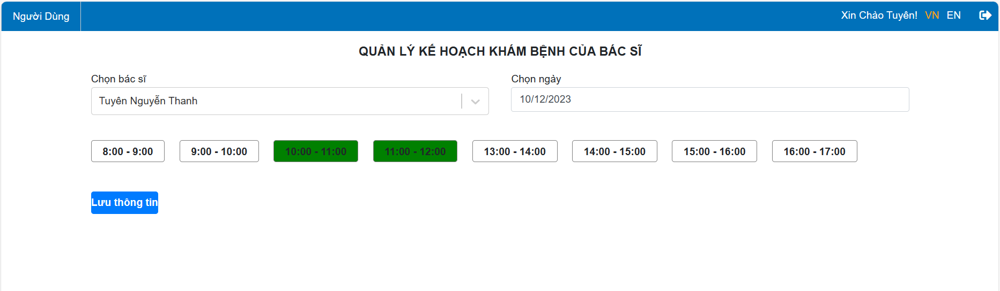 Người Dùng
Xin Chào Tuyên! VN EN
QUẢN LÝ KẾ HOẠCH KHÁM BỆNH CỦA BÁC SĨ
Chọn bác sĩ
Chọn ngày
Tuyên Nguyễn Thanh
10/12/2023
8:00 - 9:00
9:00 - 10:00
10:00 - 11:00
11:00 - 12:00
13:00 - 14:00
14:00 - 15:00
15:00 - 16:00
16:00 - 17:00
Lưu thông tin